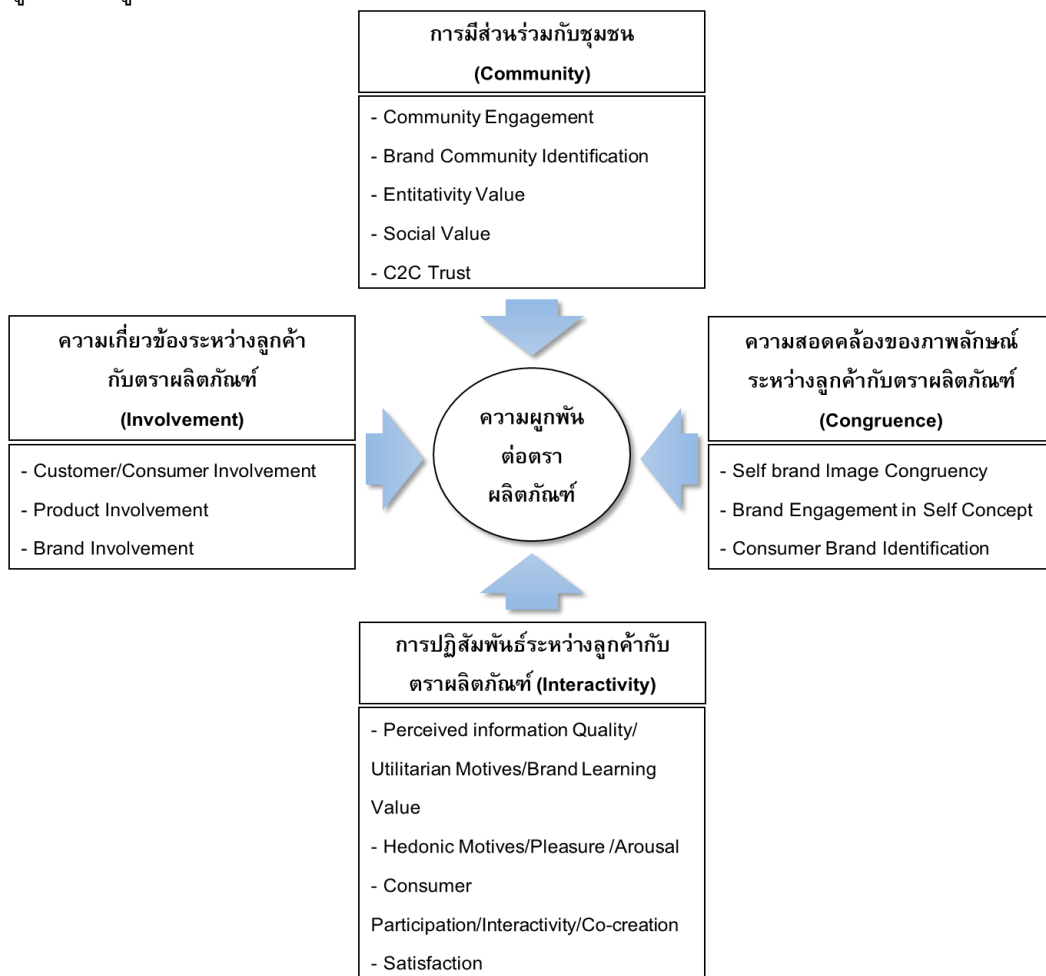 การมีส่วนร่วมกับชุมชน
(Community)
- Community Engagement
- Brand Community Identification
- Entitativity Value
- Social Value
- C2C Trust
ความเกี่ยวข้องระหว่างลูกค้า
กับตราผลิตภัณฑ์
(Involvement)
- Customer/Consumer Involvement
- Product Involvement
- Brand Involvement
ความผูกพัน
ต่อตรา
ผลิตภัณฑ์
ความสอดคล้องของภาพลักษณ์
ระหว่างลูกค้ากับตราผลิตภัณฑ์
(Congruence)
- Self brand Image Congruency
- Brand Engagement in Self Concept
- Consumer Brand Identification
การปฏิสัมพันธ์ระหว่างลูกค้ากับ
ตราผลิตภัณฑ์ (Interactivity)
- Perceived information Quality/
Utilitarian Motives/Brand Learning
Value
- Hedonic Motives/Pleasure /Arousal
- Consumer
Participation/Interactivity/Co-creation
- Satisfaction